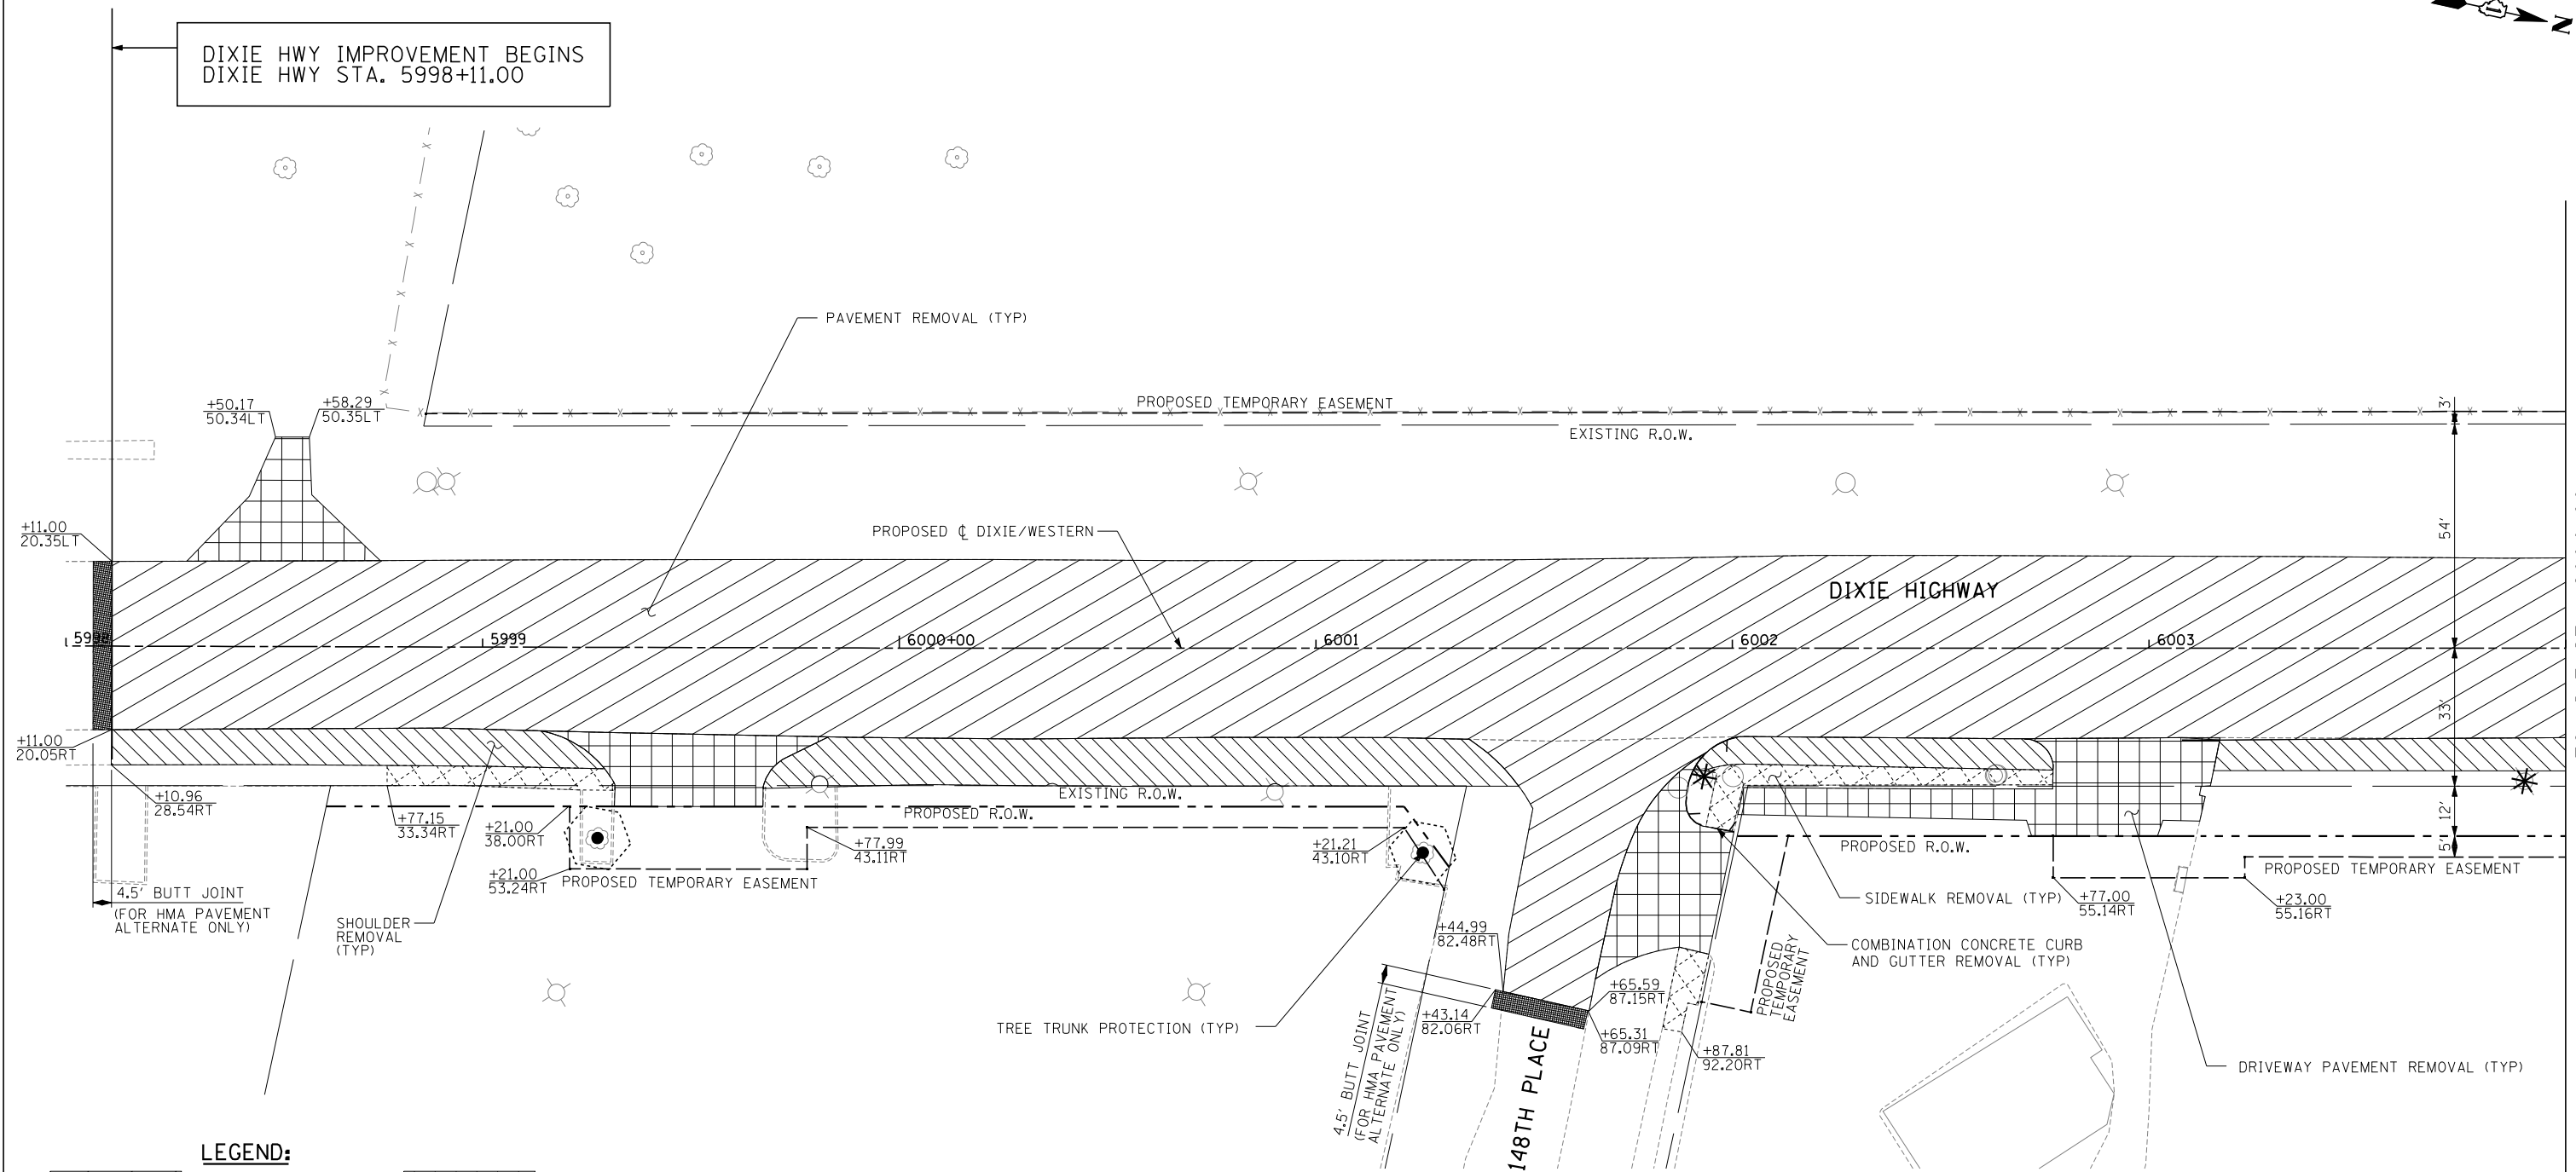 N
1
DIXIE HWY IMPROVEMENT BEGINS
DIXIE HWY STA. 5998+11.00
PAVEMENT REMOVAL (TYP)
+50.17
50.34LT
+58.29
50.35LT
PROPOSED TEMPORARY EASEMENT
3'
EXISTING R.O.W.
+11.00
20.35LT
PROPOSED ℄ DIXIE/WESTERN
54'
DIXIE HIGHWAY
5998
5999
6000+00
6001
6002
6003
33'
+11.00
20.05RT
+10.96
28.54RT
+77.15
33.34RT
+21.00
38.00RT
EXISTING R.O.W.
PROPOSED R.O.W.
+77.99
43.11RT
+21.21
43.10RT
12'
5'
PROPOSED R.O.W.
+21.00
53.24RT
PROPOSED TEMPORARY EASEMENT
PROPOSED TEMPORARY EASEMENT
4.5' BUTT JOINT
(FOR HMA PAVEMENT
ALTERNATE ONLY)
SHOULDER
REMOVAL
(TYP)
SIDEWALK REMOVAL (TYP)
+77.00
55.14RT
+23.00
55.16RT
+44.99
82.48RT
COMBINATION CONCRETE CURB
AND GUTTER REMOVAL (TYP)
PROPOSED
TEMPORARY
EASEMENT
+65.59
87.15RT
+43.14
82.06RT
TREE TRUNK PROTECTION (TYP)
+65.31
87.09RT
+87.81
92.20RT
4.5' BUTT JOINT
(FOR HMA PAVEMENT
ALTERNATE ONLY)
148TH PLACE
DRIVEWAY PAVEMENT REMOVAL (TYP)
LEGEND: